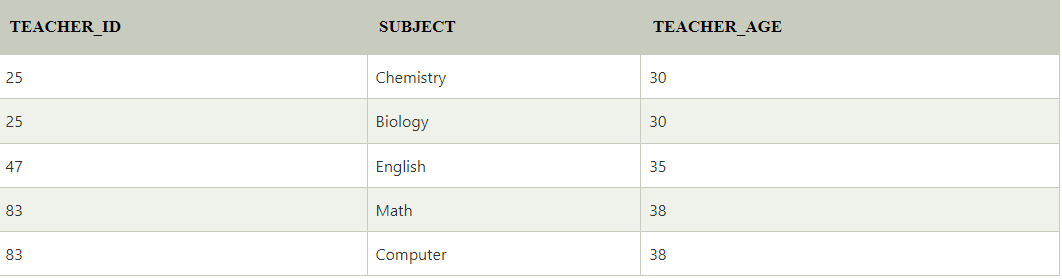 TEACHER_ID SUBJECT TEACHER_AGE
25 Chemistry 30
25 Biology 30
47 English 35
83 Math 38
83 Computer 38